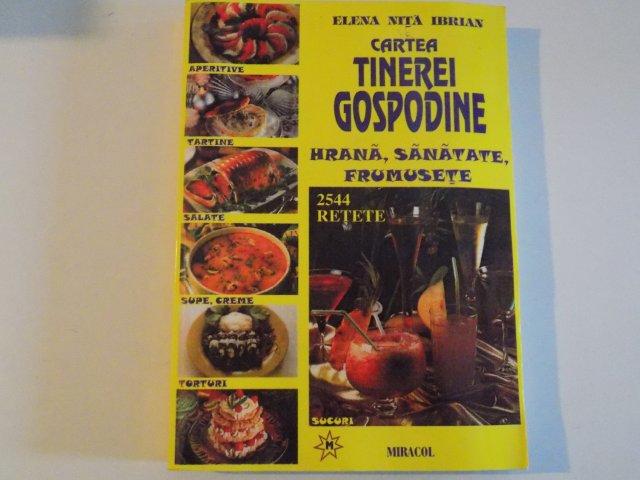 ELENA NIȚĂ IBRIAN
CARTEA
TINEREI
GOSPODINE
HRANĂ, SĂNĂTATE,
FRUMUSEȚE
2544
REȚETE
APERITIVE
TARTINE
SALATE
SUPE, CREME
TORTURI
SUCURI
M
MIRACOL